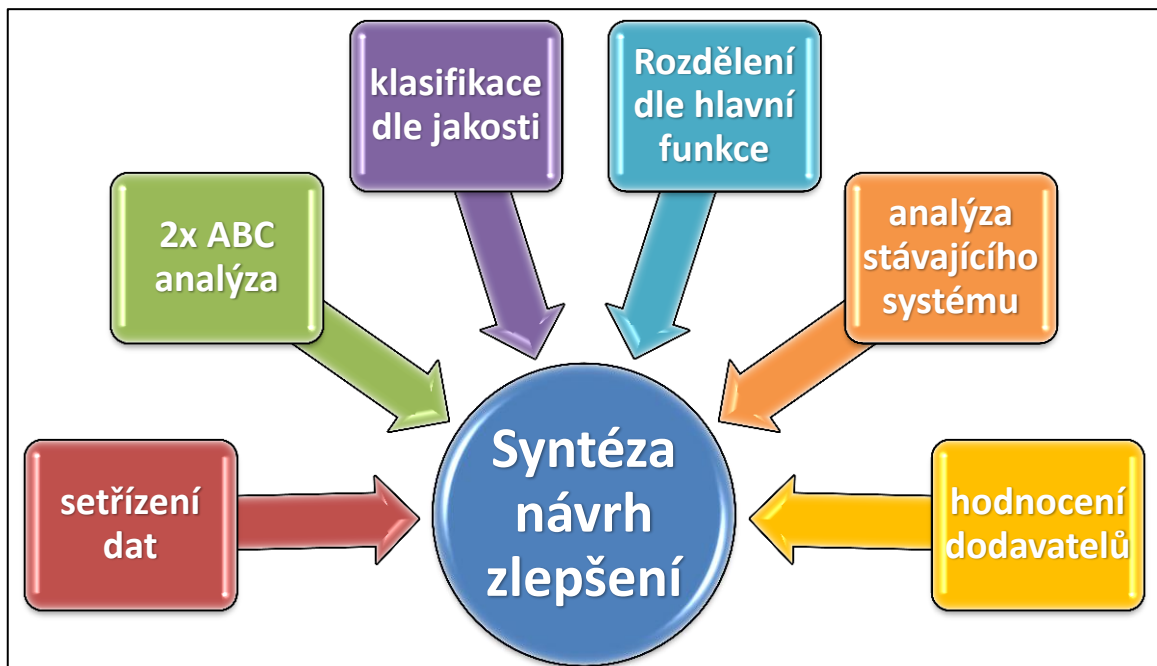 klasifikace
dle jakosti
Rozdělení
dle hlavní
funkce
2x ABC
analýza
analýza
stávajícího
systému
setřízení
dat
Syntéza
návrh
zlepšení
hodnocení
dodavatelů